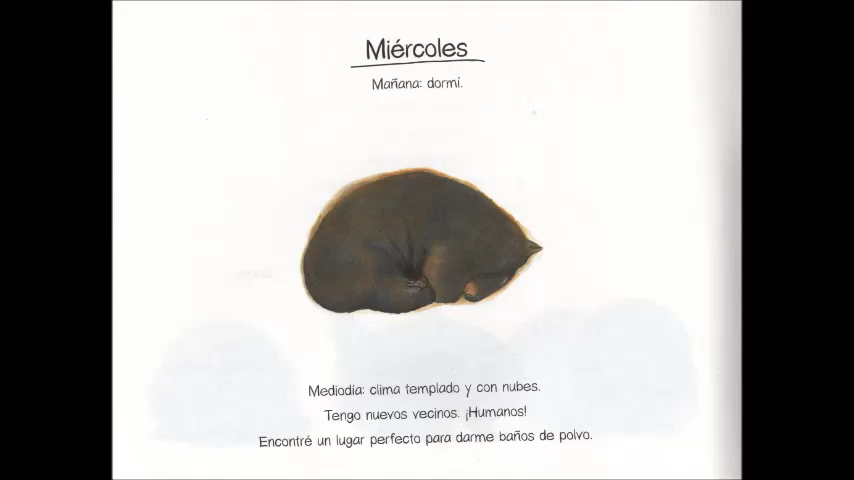 Miércoles
Mañana: dormí.
Mediodía: clima templado y con nubes.
Tengo nuevos vecinos. ¡Humanos!
Encontré un lugar perfecto para darme baños de polvo.